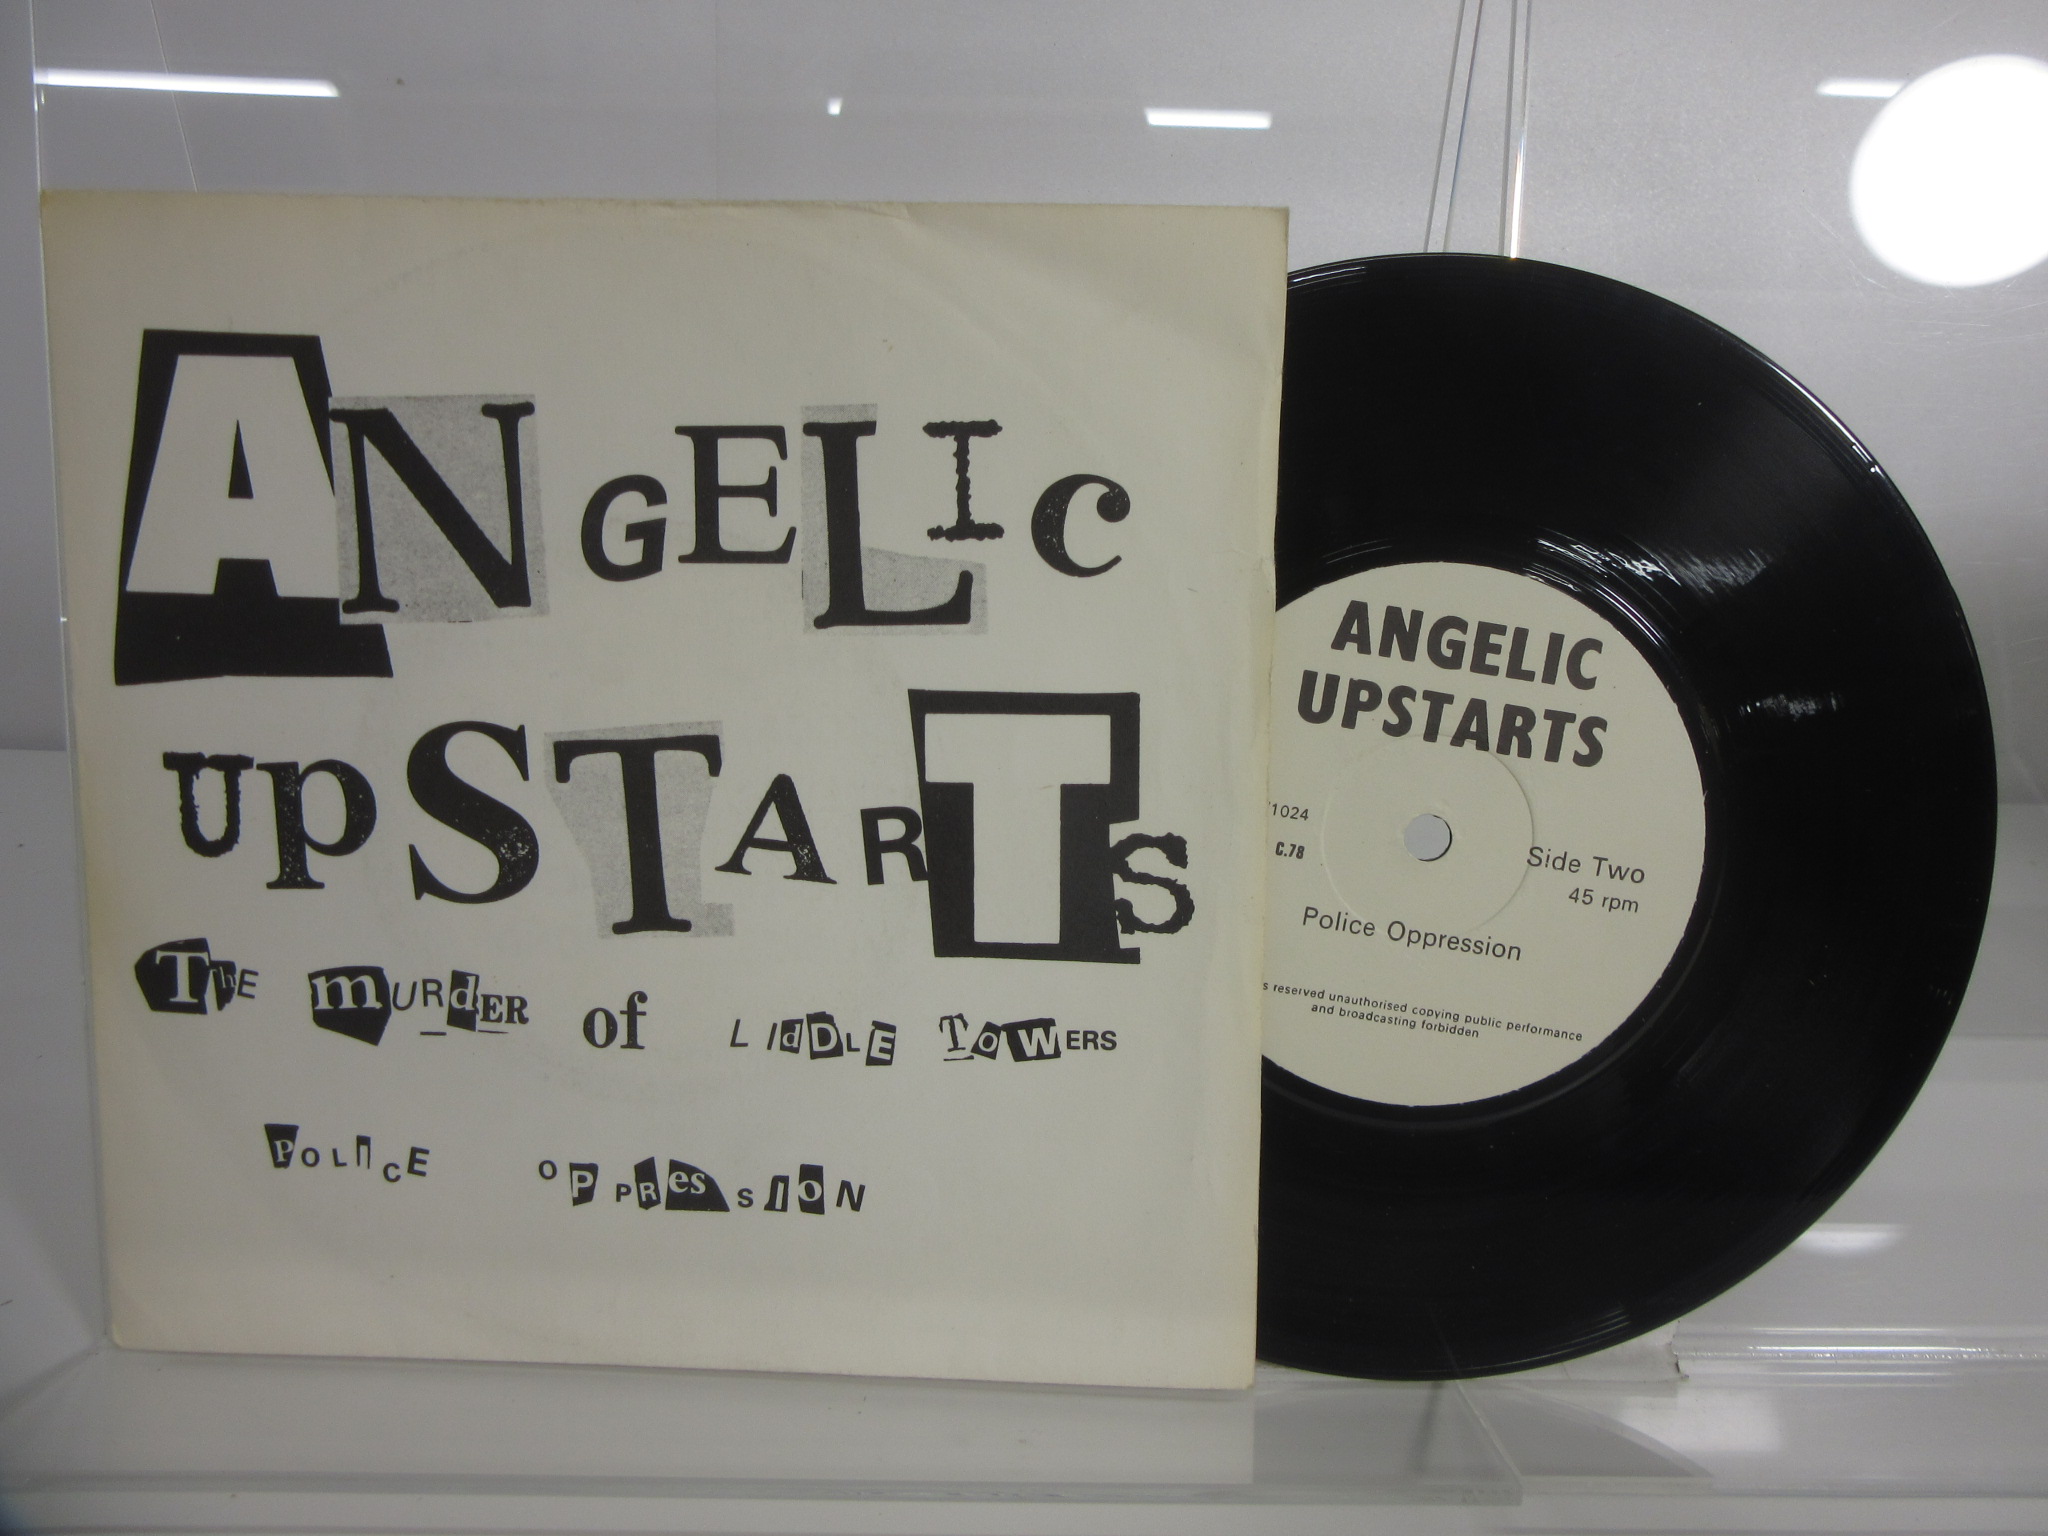 ANGELIc
UpSTARTS
ThE mURdER of LIdDLE TOWERS
POLICE OPPResSIoN
ANGELIC
UPSTARTS
1024
C.78
Side Two
45 rpm
Police Oppression
reserved unauthorised copying public performance
and broadcasting forbidden